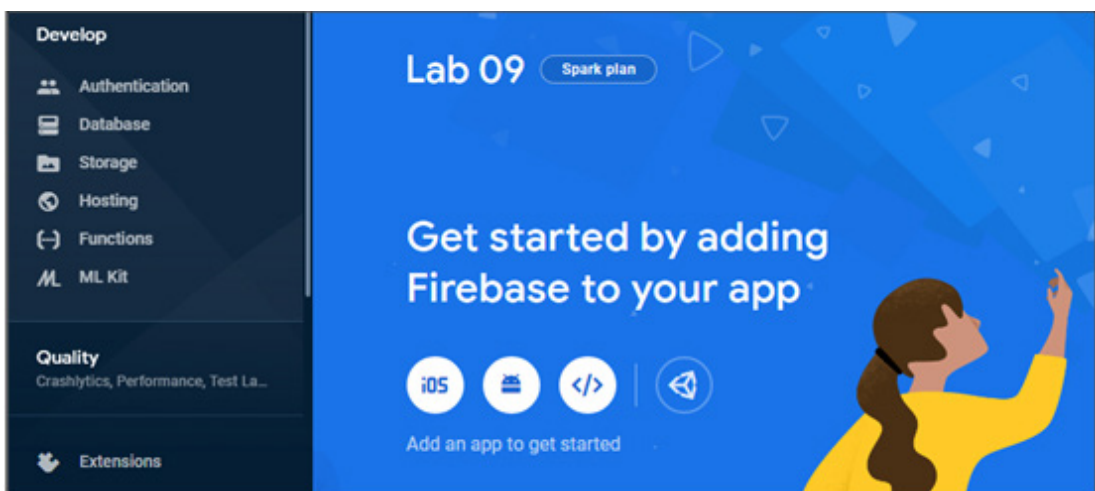 Develop
Authentication
Database
Storage
Hosting
Functions
ML Kit
Quality
Crashlytics, Performance, Test La...
Extensions
Lab 09 Spark plan
Get started by adding
Firebase to your app
iOS </>
Add an app to get started